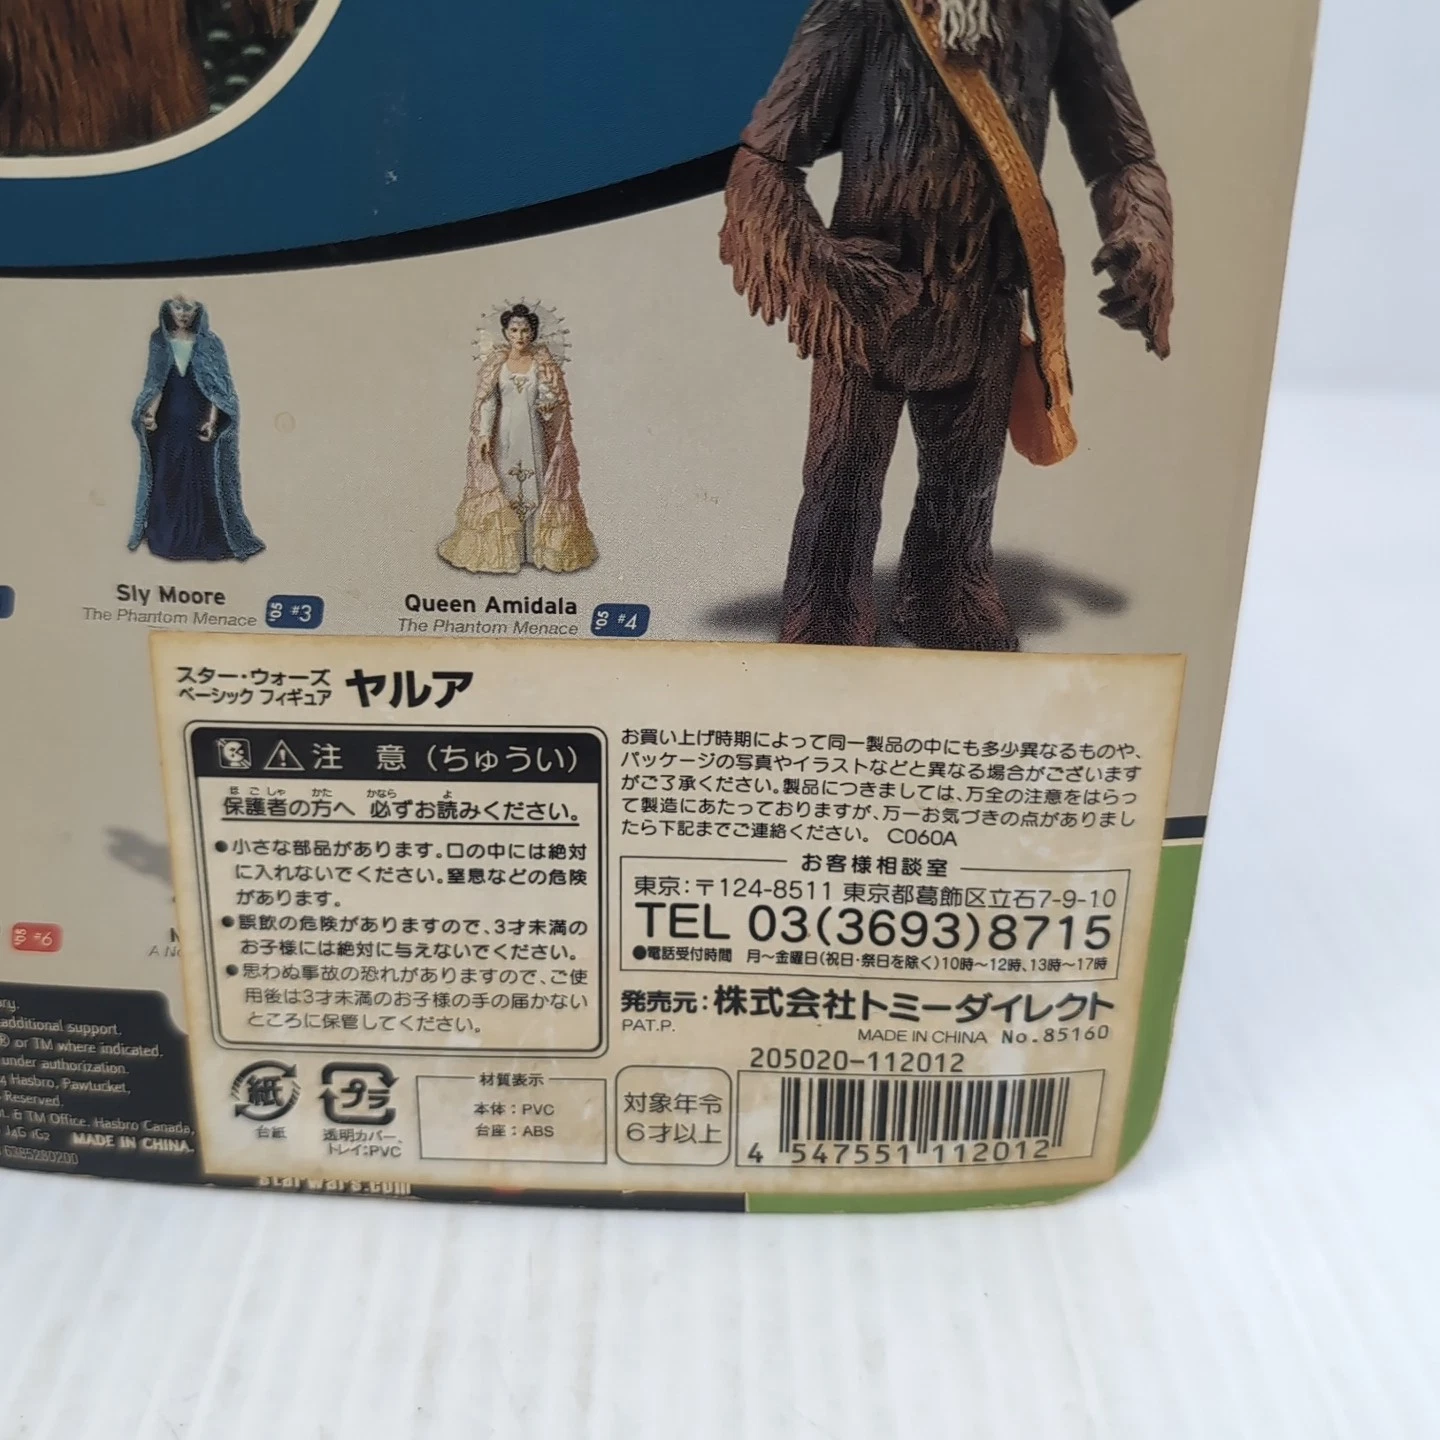 Sly Moore
The Phantom Menace
'05 #3
Queen Amidala
The Phantom Menace
'05 #4
スター・ウォーズ
ベーシック フィギュア
ヤルア
注 意(ちゅうい)
ほごしゃ かた かなら よ
保護者の方へ 必ずお読みください。
●小さな部品があります。口の中には絶対
に入れないでください。窒息などの危険
があります。
●誤飲の危険がありますので、3才未満の
お子様には絶対に与えないでください。
●思わぬ事故の恐れがありますので、ご使
用後は3才未満のお子様の手の届かない
ところに保管してください。
お買い上げ時期によって同一製品の中にも多少異なるものや、
パッケージの写真やイラストなどと異なる場合がございます
がご了承ください。製品につきましては、万全の注意をはらっ
て製造にあたっておりますが、万一お気づきの点がありまし
たら下記までご連絡ください。 C060A
お客様相談室
東京:〒124-8511 東京都葛飾区立石7-9-10
TEL 03(3693)8715
●電話受付時間 月〜金曜日(祝日・祭日を除く)10時〜12時、13時〜17時
発売元:株式会社トミーダイレクト
PAT.P.
MADE IN CHINA No.85160
紙
台紙
プラ
透明カバー、
トレイ:PVC
材質表示
本体:PVC
台座:ABS
対象年令
6才以上
205020-112012
4 547551 112012
'05 #6
additional support.
® or TM where indicated.
under authorization.
Hasbro, Pawtucket,
Reserved.
& TM Office. Hasbro Canada,
J4G 1G2 MADE IN CHINA.
6385280200
starwars.com